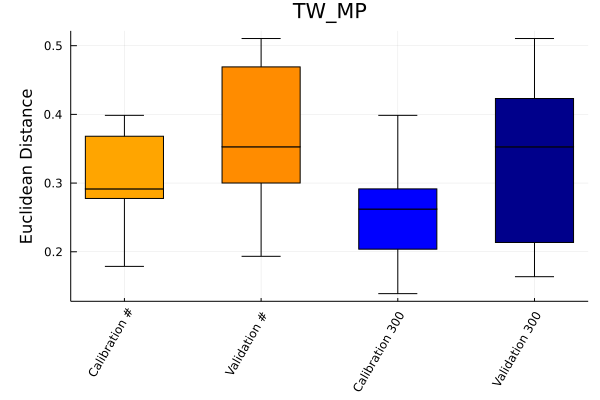 TW_MP
Euclidean Distance
0.5
0.4
0.3
0.2
Calibration #
Validation #
Calibration 300
Validation 300